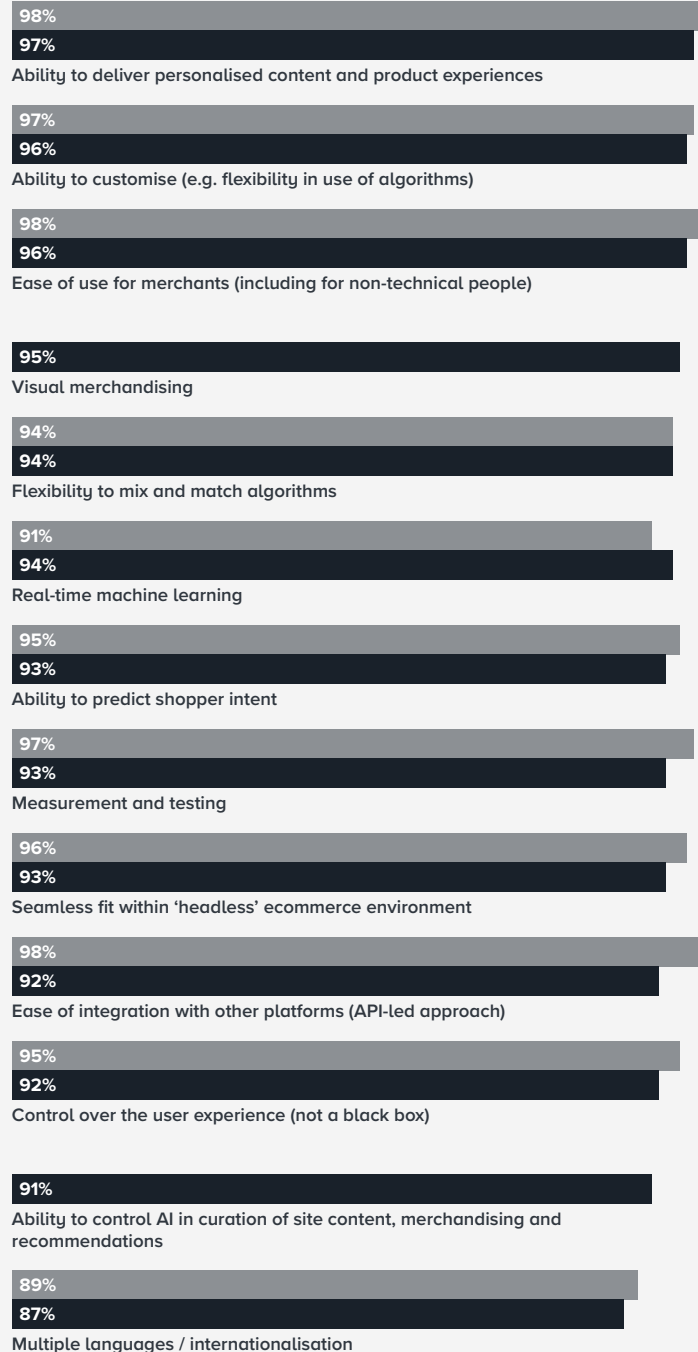 98%
97%
Ability to deliver personalised content and product experiences
97%
96%
Ability to customise (e.g. flexibility in use of algorithms)
98%
96%
Ease of use for merchants (including for non-technical people)
95%
Visual merchandising
94%
94%
Flexibility to mix and match algorithms
91%
94%
Real-time machine learning
95%
93%
Ability to predict shopper intent
97%
93%
Measurement and testing
96%
93%
Seamless fit within ‘headless’ ecommerce environment
98%
92%
Ease of integration with other platforms (API-led approach)
95%
92%
Control over the user experience (not a black box)
91%
Ability to control AI in curation of site content, merchandising and
recommendations
89%
87%
Multiple languages / internationalisation